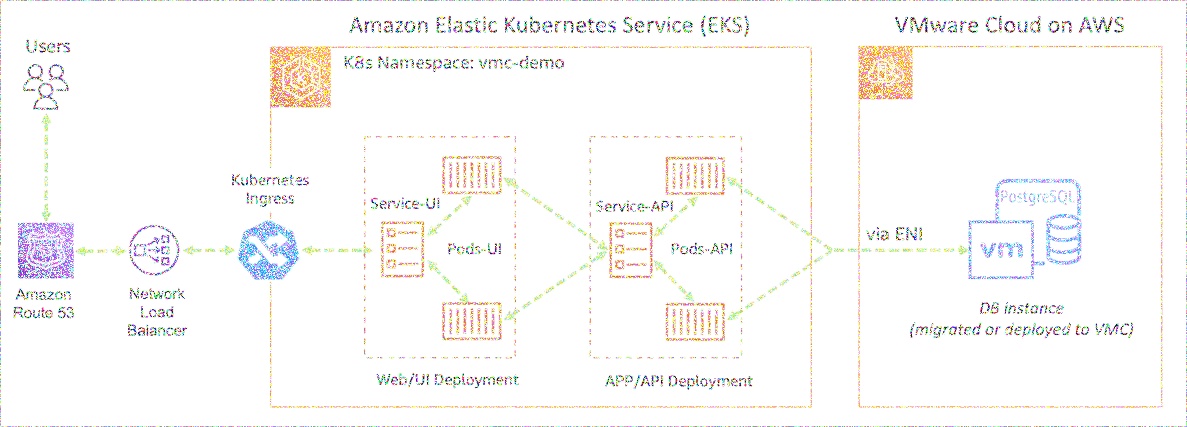 Amazon Elastic Kubernetes Service (EKS)
VMware Cloud on AWS
Users
K8s Namespace: vmc-demo
Kubernetes
Ingress
Service-UI
Service-API
PostgreSQL
Pods-UI
Pods-API
via ENI
vm
Amazon
Route 53
Network
Load
Balancer
DB instance
(migrated or deployed to VMC)
Web/UI Deployment
APP/API Deployment